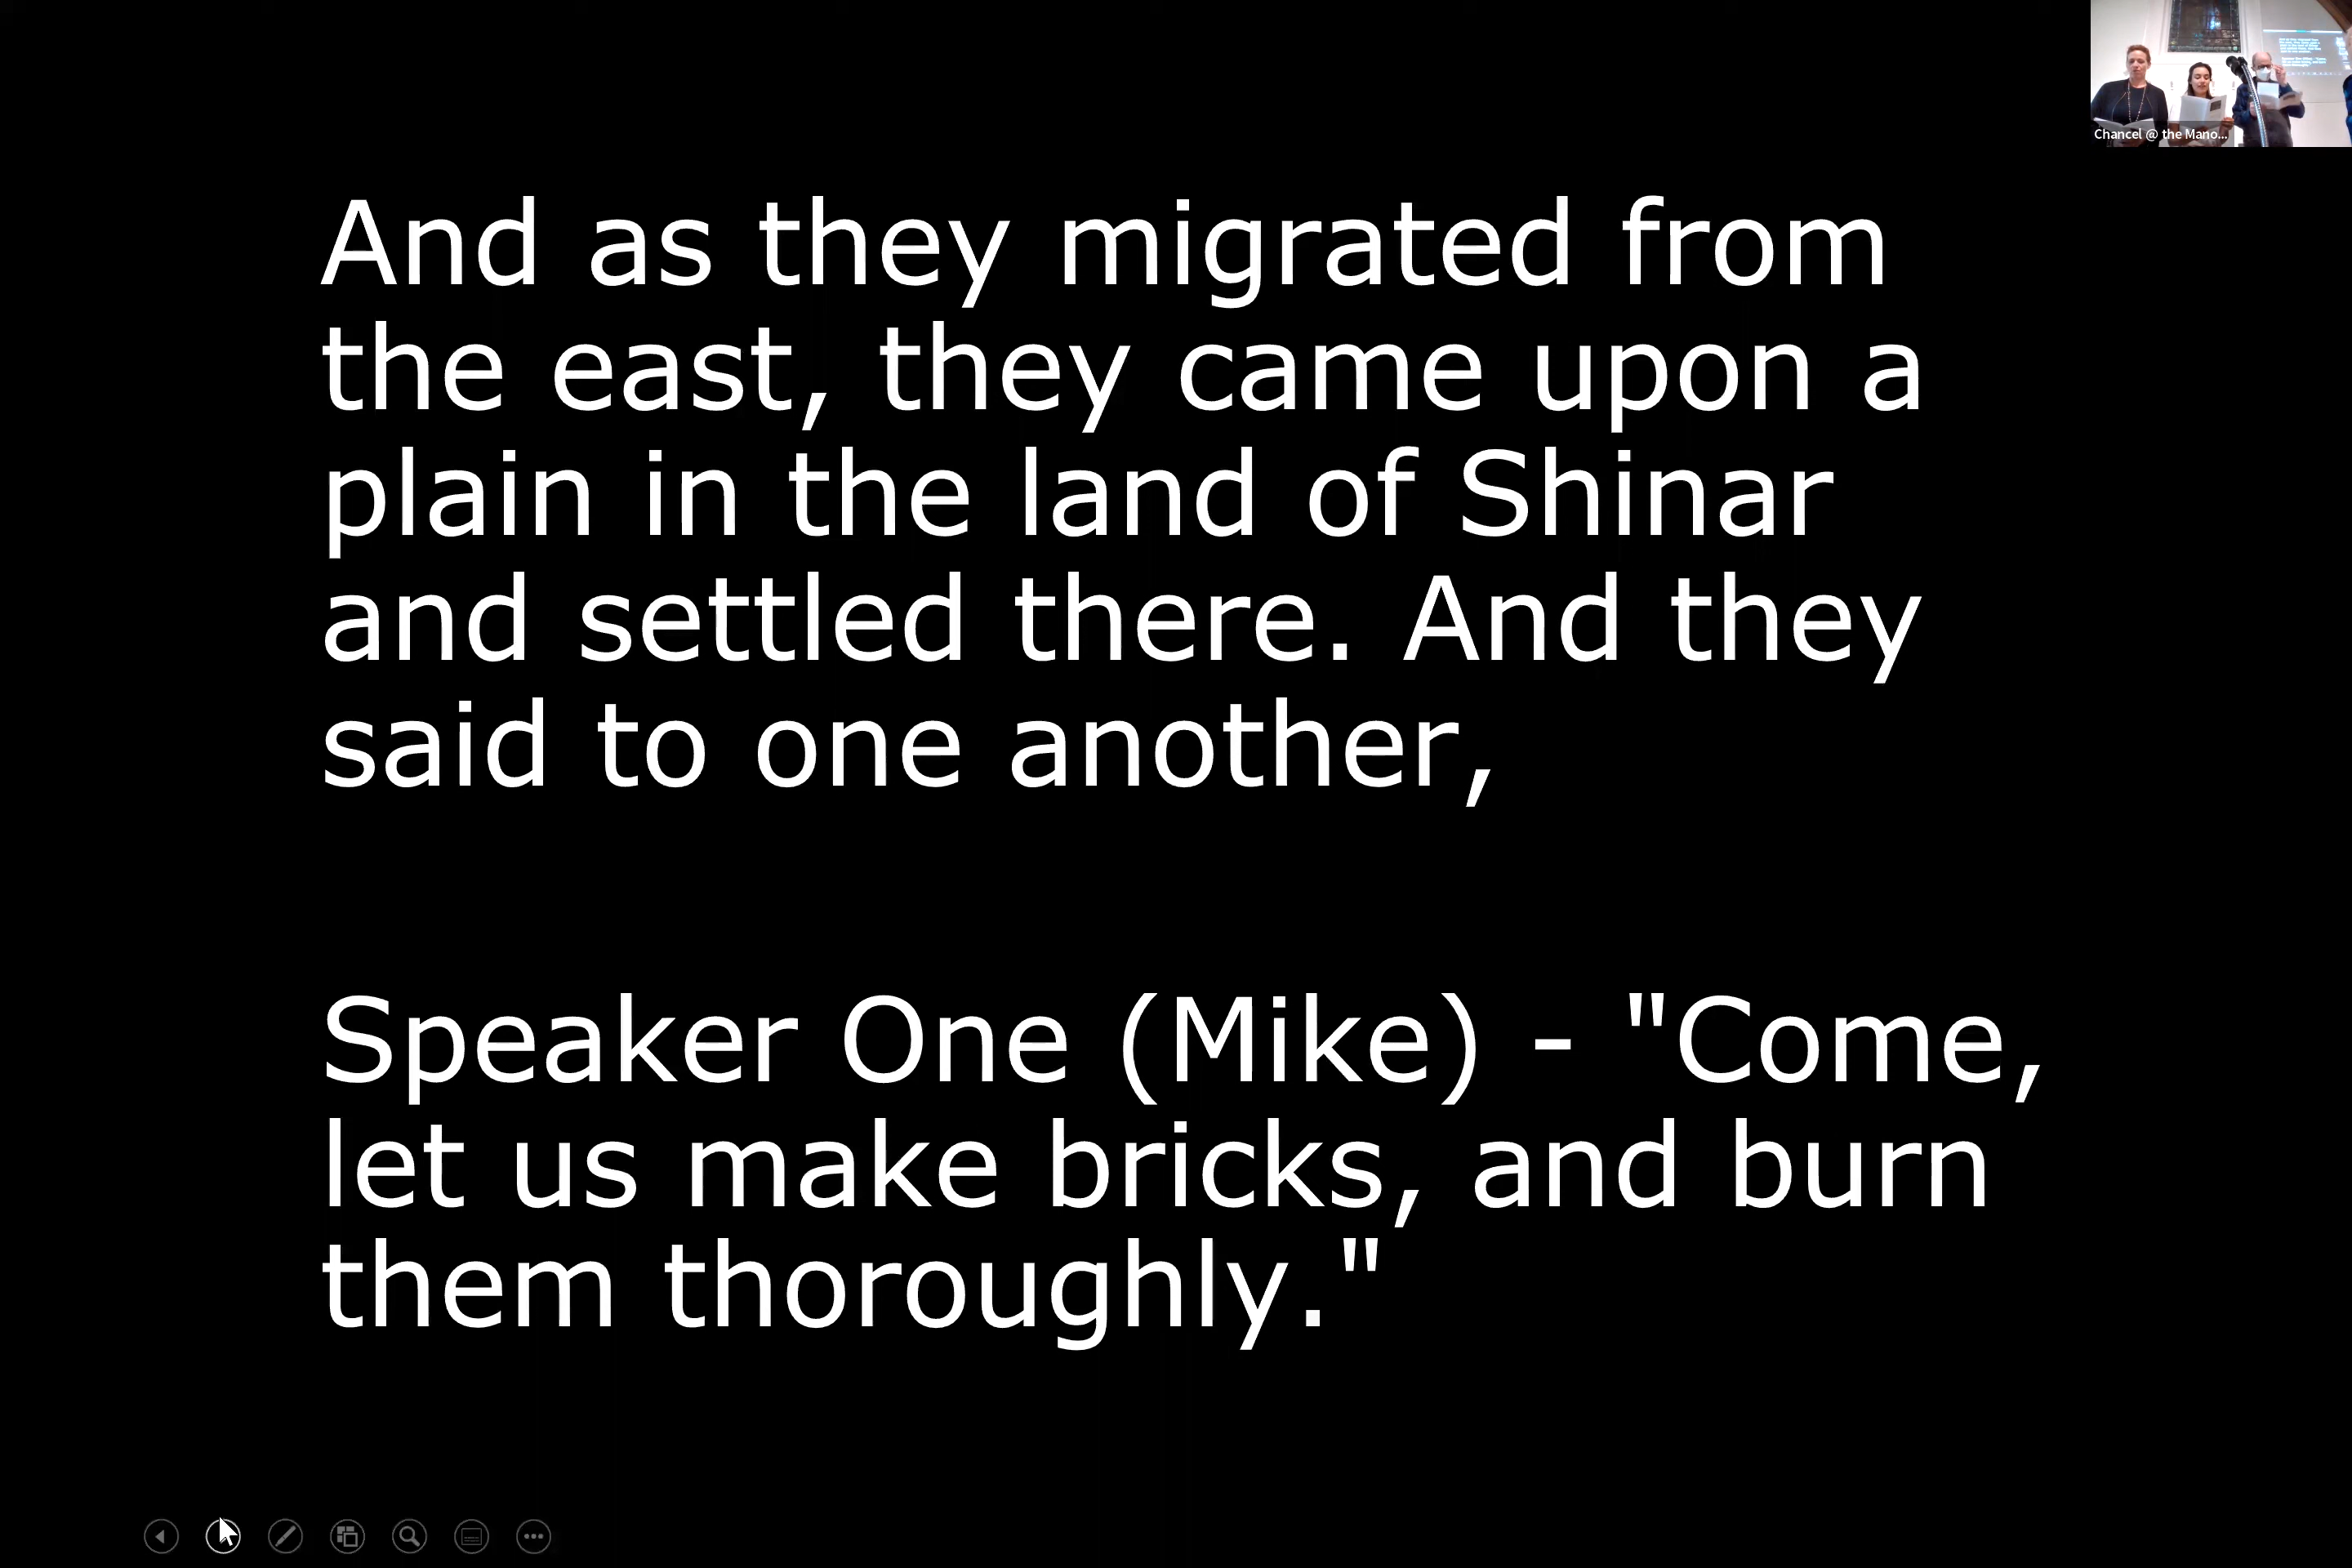 Chancel @ the Mano...
And as they migrated from
the east, they came upon a
plain in the land of Shinar
and settled there. And they
said to one another,
Speaker One (Mike) - "Come,
let us make bricks, and burn
them thoroughly."